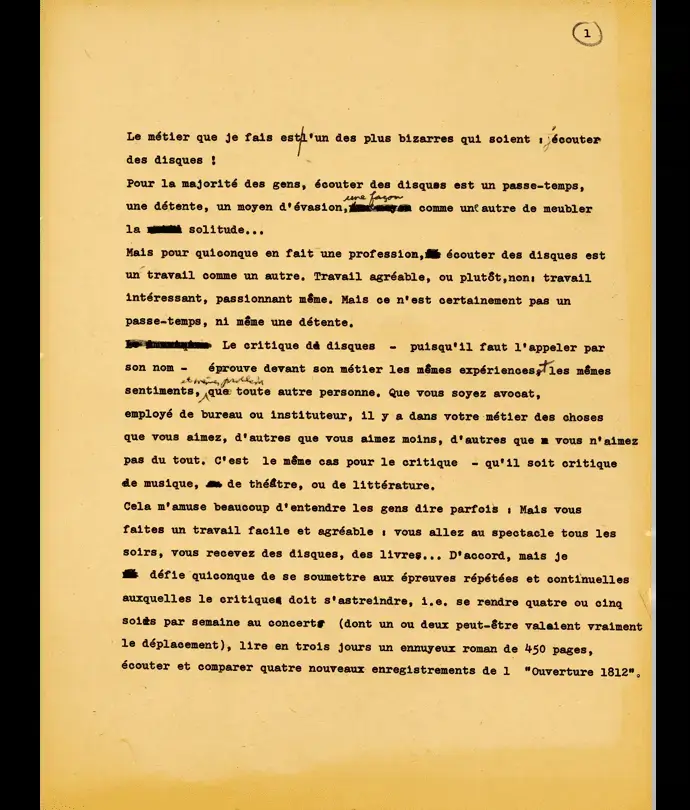 1
Le métier que je fais est l'un des plus bizarres qui soient : écouter
des disques !
Pour la majorité des gens, écouter des disques est un passe-temps,
une détente, un moyen d'évasion, une façon comme un autre de meubler
la solitude...
Mais pour quiconque en fait une profession, écouter des disques est
un travail comme un autre. Travail agréable, ou plutôt,non: travail
intéressant, passionnant même. Mais ce n'est certainement pas un
passe-temps, ni même une détente.
Le critique de disques - puisqu'il faut l'appeler par
son nom - éprouve devant son métier les mêmes expériences, et les mêmes
sentiments, que toute autre personne. Que vous soyez avocat,
employé de bureau ou instituteur, il y a dans votre métier des choses
que vous aimez, d'autres que vous aimez moins, d'autres que vous n'aimez
pas du tout. C'est le même cas pour le critique - qu'il soit critique
de musique, de théâtre, ou de littérature.
Cela m'amuse beaucoup d'entendre les gens dire parfois : Mais vous
faites un travail facile et agréable : vous allez au spectacle tous les
soirs, vous recevez des disques, des livres... D'accord, mais je
défie quiconque de se soumettre aux épreuves répétées et continuelles
auxquelles le critique doit s'astreindre, i.e. se rendre quatre ou cinq
soirs par semaine au concert (dont un ou deux peut-être valaient vraiment
le déplacement), lire en trois jours un ennuyeux roman de 450 pages,
écouter et comparer quatre nouveaux enregistrements de l "Ouverture 1812".